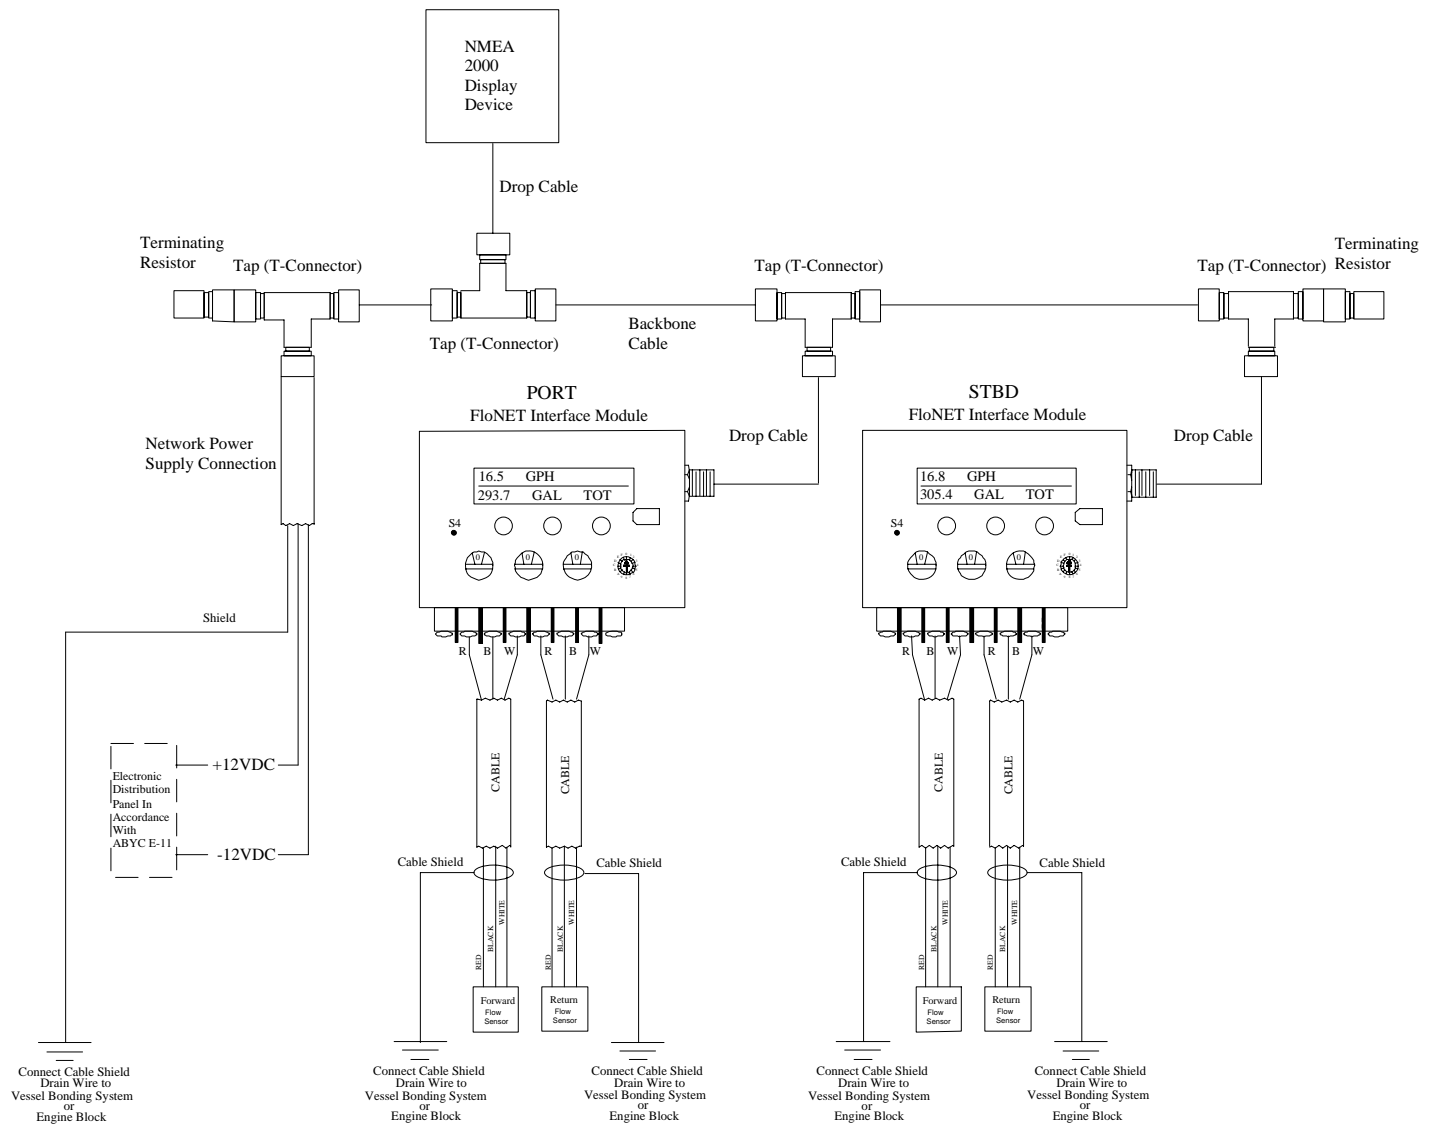 NMEA
2000
Display
Device
Drop Cable
Terminating
Resistor
Tap (T-Connector)
Tap (T-Connector)
Backbone
Cable
Tap (T-Connector)
Tap (T-Connector)
Terminating
Resistor
Network Power
Supply Connection
PORT
FloNET Interface Module
Drop Cable
16.5 GPH
293.7 GAL TOT
S4
0 0 0
R B W R B W
STBD
FloNET Interface Module
Drop Cable
16.8 GPH
305.4 GAL TOT
S4
0 0 0
R B W R B W
Shield
+12VDC
-12VDC
Electronic
Distribution
Panel In
Accordance
With
ABYC E-11
CABLE
CABLE
Cable Shield
Cable Shield
RED
BLACK
WHITE
RED
BLACK
WHITE
Forward
Flow
Sensor
Return
Flow
Sensor
CABLE
CABLE
Cable Shield
Cable Shield
RED
BLACK
WHITE
RED
BLACK
WHITE
Forward
Flow
Sensor
Return
Flow
Sensor
Connect Cable Shield
Drain Wire to
Vessel Bonding System
or
Engine Block
Connect Cable Shield
Drain Wire to
Vessel Bonding System
or
Engine Block
Connect Cable Shield
Drain Wire to
Vessel Bonding System
or
Engine Block
Connect Cable Shield
Drain Wire to
Vessel Bonding System
or
Engine Block
Connect Cable Shield
Drain Wire to
Vessel Bonding System
or
Engine Block